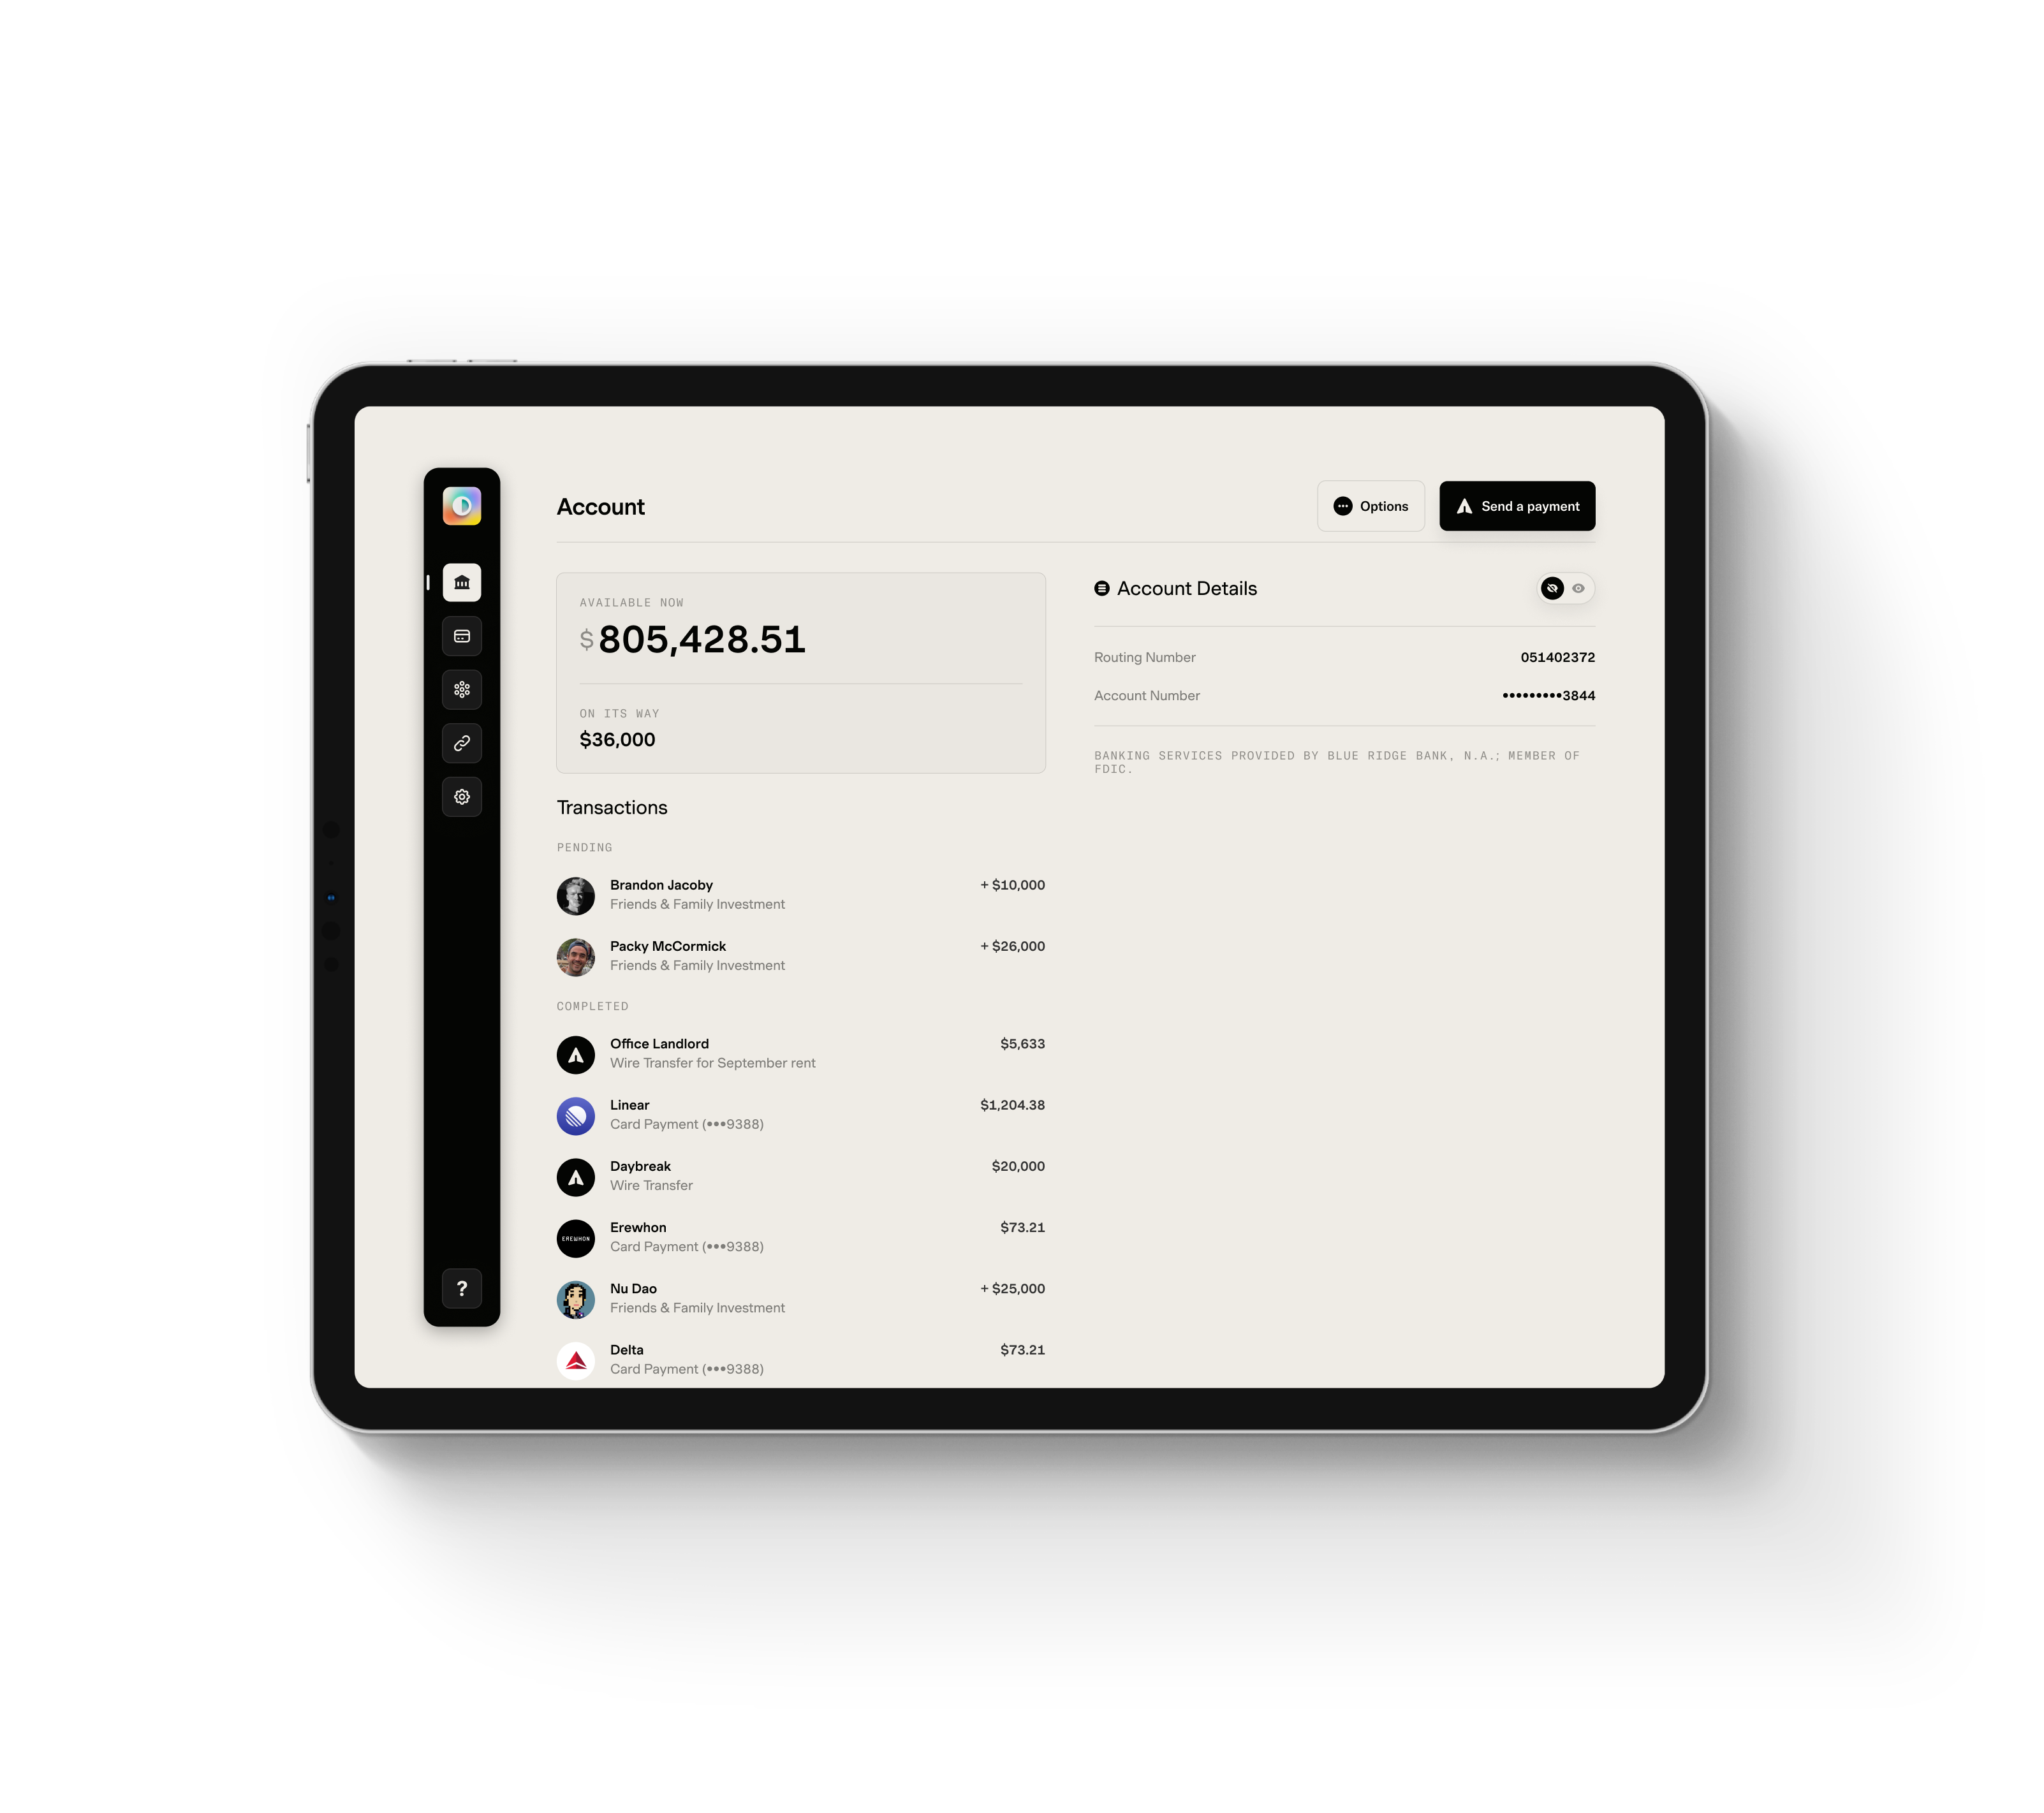 Account
Options
Send a payment
AVAILABLE NOW
$805,428.51
ON ITS WAY
$36,000
Account Details
Routing Number 051402372
Account Number •••••••••3844
BANKING SERVICES PROVIDED BY BLUE RIDGE BANK, N.A.; MEMBER OF
FDIC.
Transactions
PENDING
Brandon Jacoby + $10,000
Friends & Family Investment
Packy McCormick + $26,000
Friends & Family Investment
COMPLETED
Office Landlord $5,633
Wire Transfer for September rent
Linear $1,204.38
Card Payment (•••9388)
Daybreak $20,000
Wire Transfer
EREWHON
Erewhon $73.21
Card Payment (•••9388)
Nu Dao + $25,000
Friends & Family Investment
Delta $73.21
Card Payment (•••9388)
?